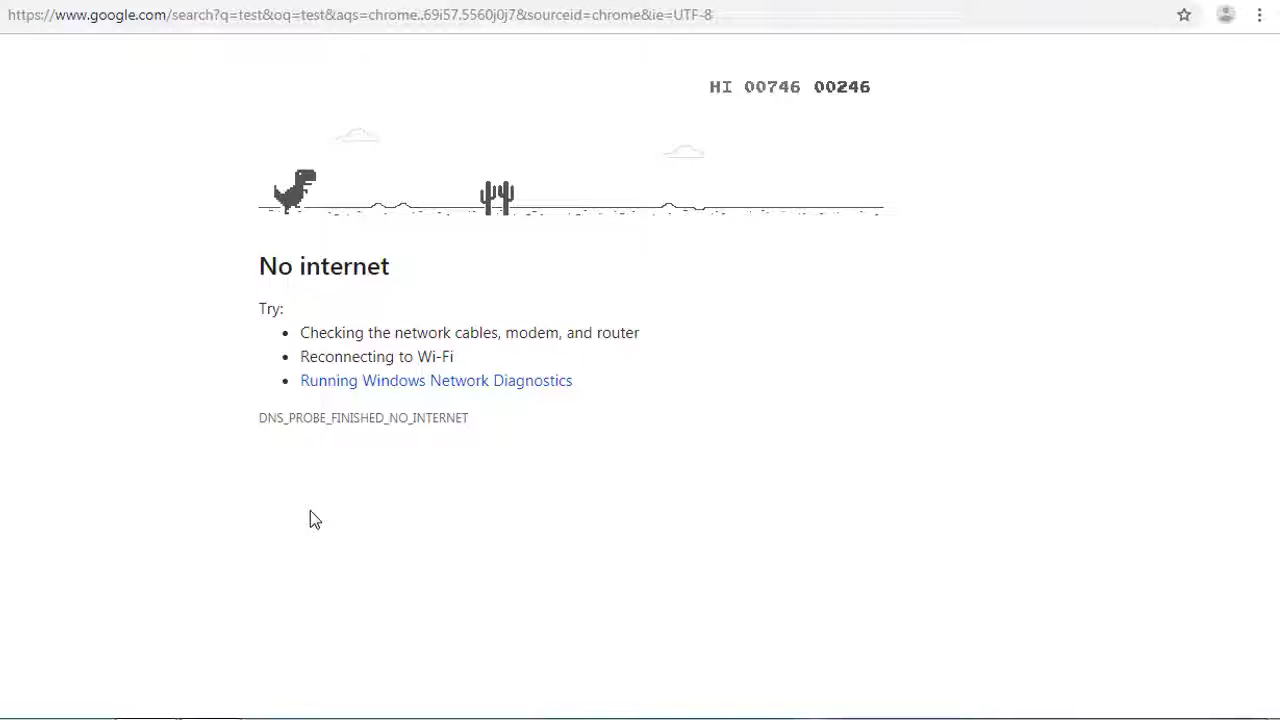 https://www.google.com/search?q=test&oq=test&aqs=chrome..69i57.5560j0j7&sourceid=chrome&ie=UTF-8
HI 00746 00246
No internet
Try:
• Checking the network cables, modem, and router
• Reconnecting to Wi-Fi
• Running Windows Network Diagnostics
DNS_PROBE_FINISHED_NO_INTERNET